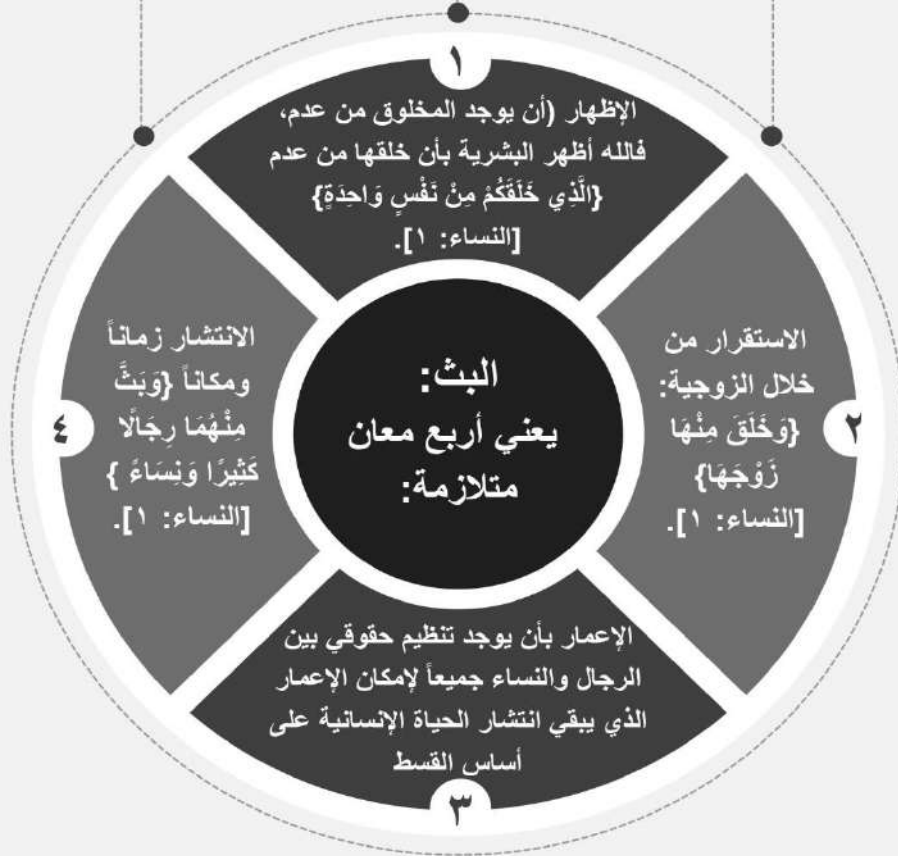 البث:
يعني أربع معان
متلازمة:
١
الإظهار (أن يوجد المخلوق من عدم،
فالله أظهر البشرية بأن خلقها من عدم
{الَّذِي خَلَقَكُمْ مِنْ نَفْسٍ وَاحِدَةٍ}
[النساء: ١].
٢
الاستقرار من
خلال الزوجية:
{وَخَلَقَ مِنْهَا
زَوْجَهَا}
[النساء: ١].
الإعمار بأن يوجد تنظيم حقوقي بين
الرجال والنساء جميعاً لإمكان الإعمار
الذي يبقي انتشار الحياة الإنسانية على
أساس القسط
٣
الانتشار زماناً
ومكاناً {وَبَثَّ
مِنْهُمَا رِجَالًا
كَثِيرًا وَنِسَاءً }
[النساء: ١].
٤